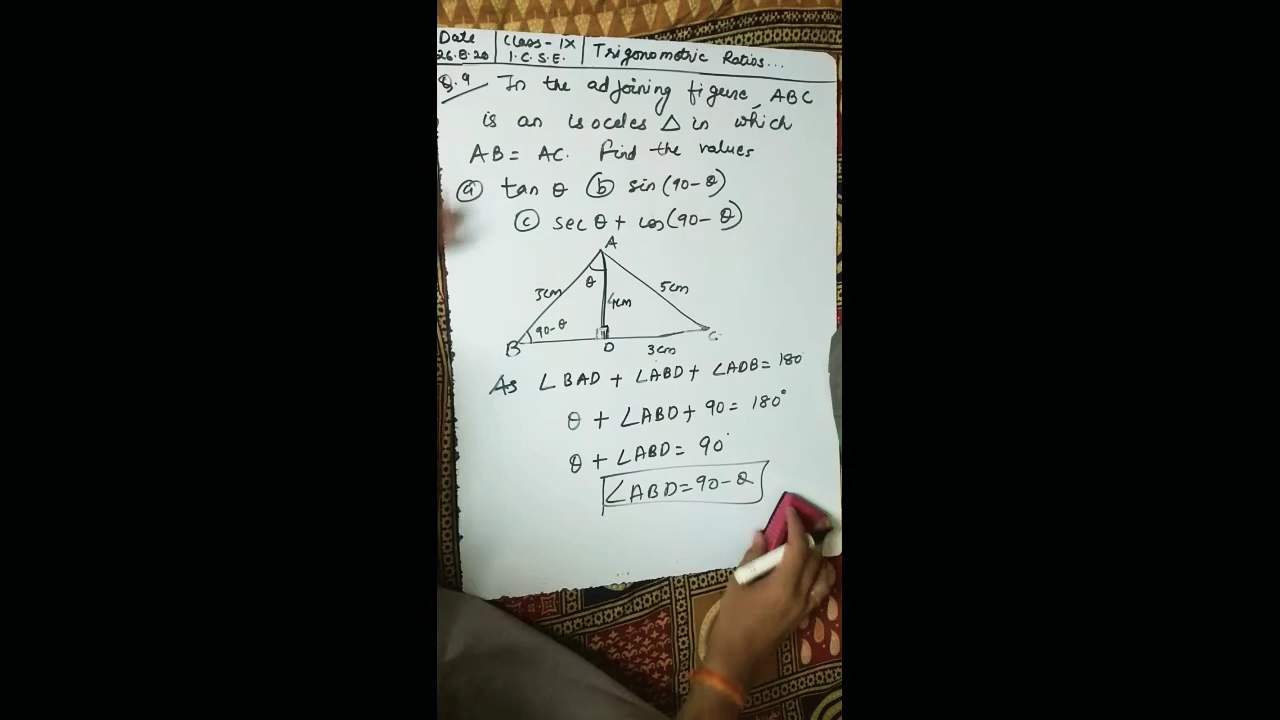 Date
26.8.20
Class - IX
I.C.S.E.
Trigonometric Ratios...
Q.9 In the adjoining figure, ABC
is an isoceles △ in which
AB = AC. Find the values
ⓐ tan θ ⓑ sin (90 - θ)
ⓒ sec θ + cos (90 - θ)
A
θ
5cm
4cm
5cm
90-θ
B
D
3cm
C
As ∠BAD + ∠ABD + ∠ADB = 180
θ + ∠ABD + 90 = 180°
θ + ∠ABD = 90°
∠ABD = 90 - θ